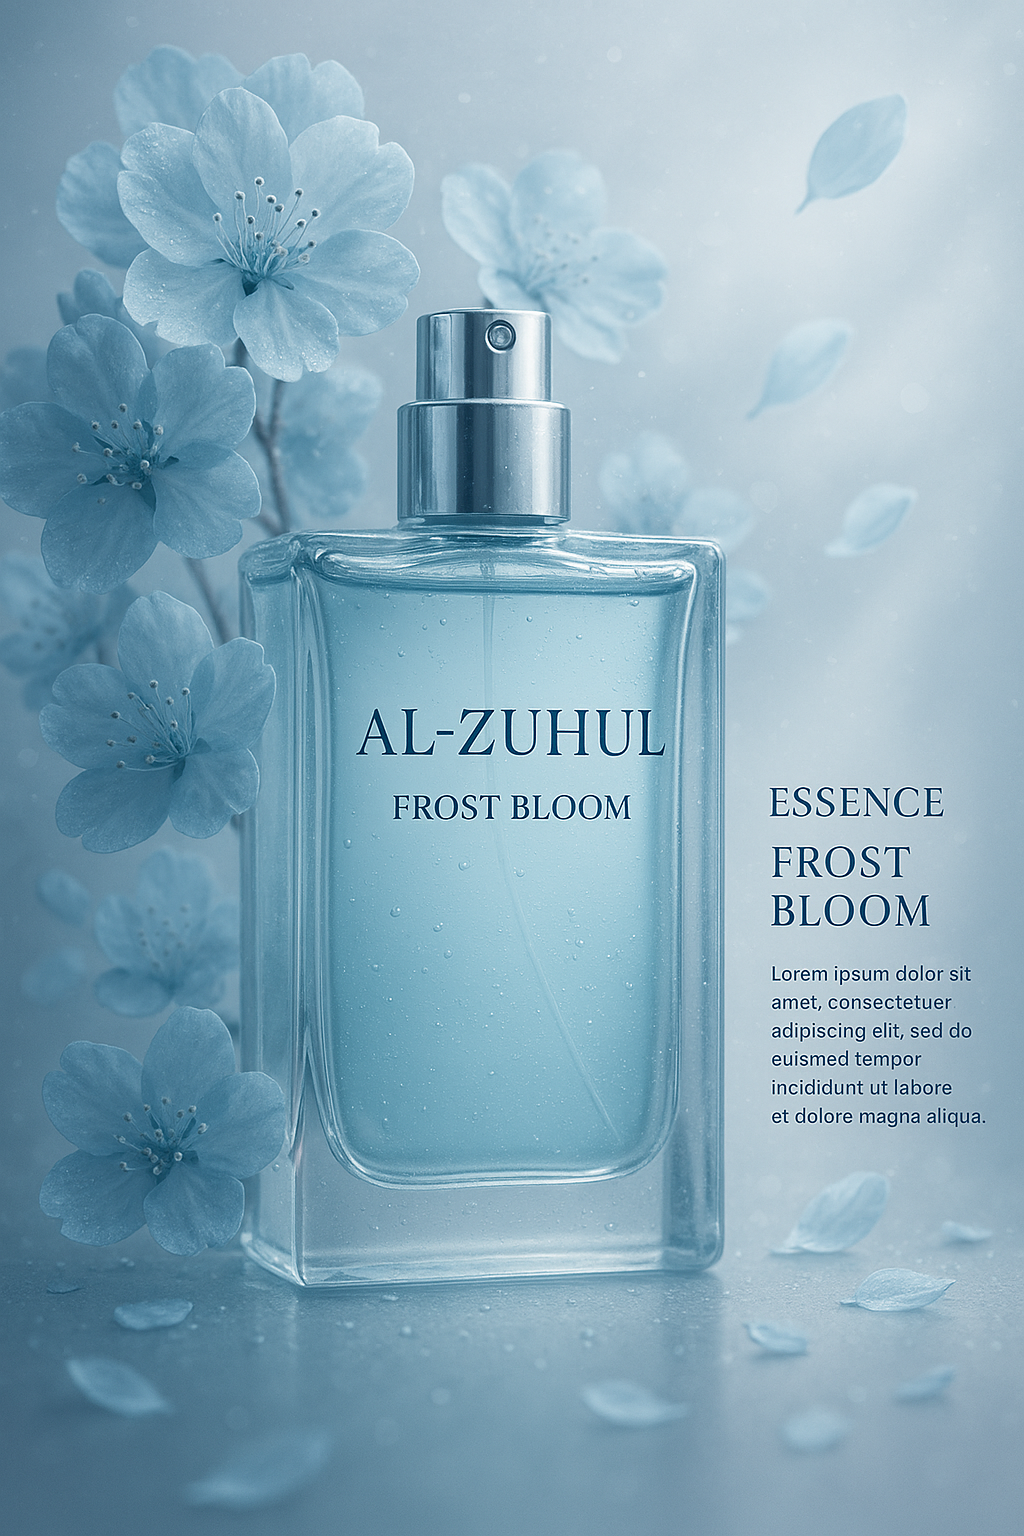 AL-ZUHUL
FROST BLOOM
ESSENCE
FROST
BLOOM
Lorem ipsum dolor sit
amet, consectetuer
adipiscing elit, sed do
euismed tempor
incididunt ut labore
et dolore magna aliqua.